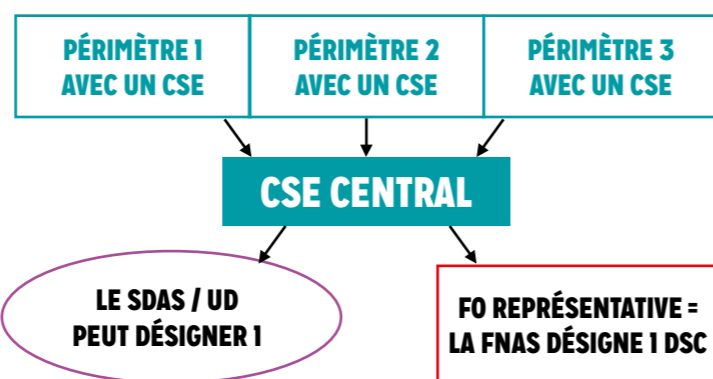 PÉRIMÈTRE 1
AVEC UN CSE
PÉRIMÈTRE 2
AVEC UN CSE
PÉRIMÈTRE 3
AVEC UN CSE
CSE CENTRAL
LE SDAS / UD
PEUT DÉSIGNER 1
FO REPRÉSENTATIVE =
LA FNAS DÉSIGNE 1 DSC